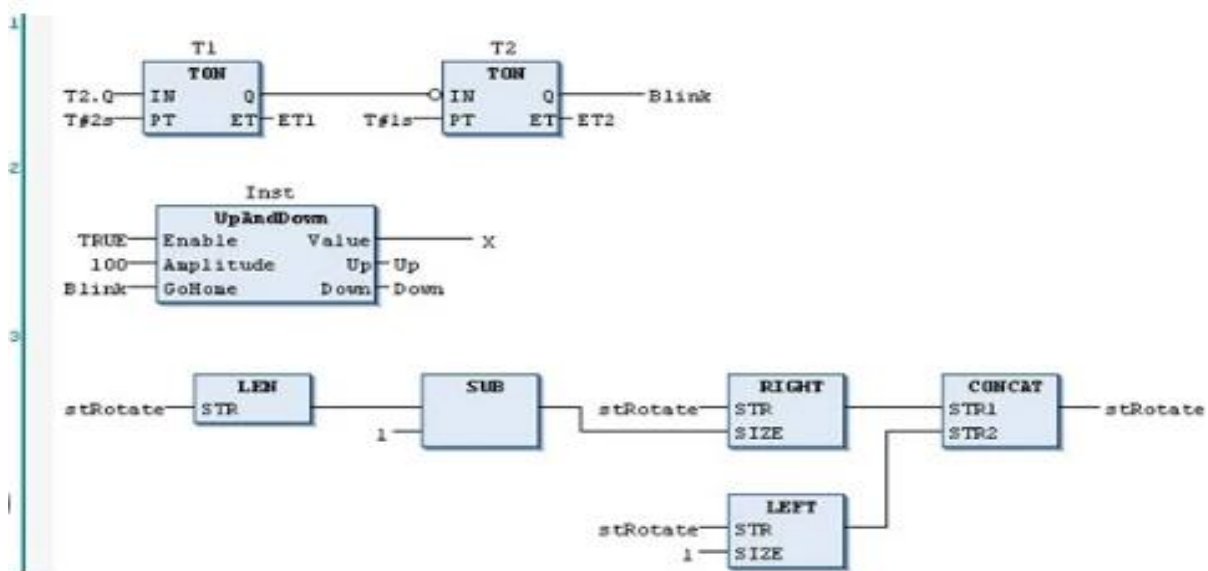 1
T1 T2
TON TON
T2.Q IN Q IN Q Blink
T#2s PT ET ET1 T#1s PT ET ET2
2
Inst
UpAndDown
TRUE Enable Value X
100 Amplitude Up Up
Blink GoHome Down Down
3
LEN SUB RIGHT CONCAT
stRotate STR stRotate STR STR1 stRotate
1 SIZE STR2
LEFT
stRotate STR
1 SIZE